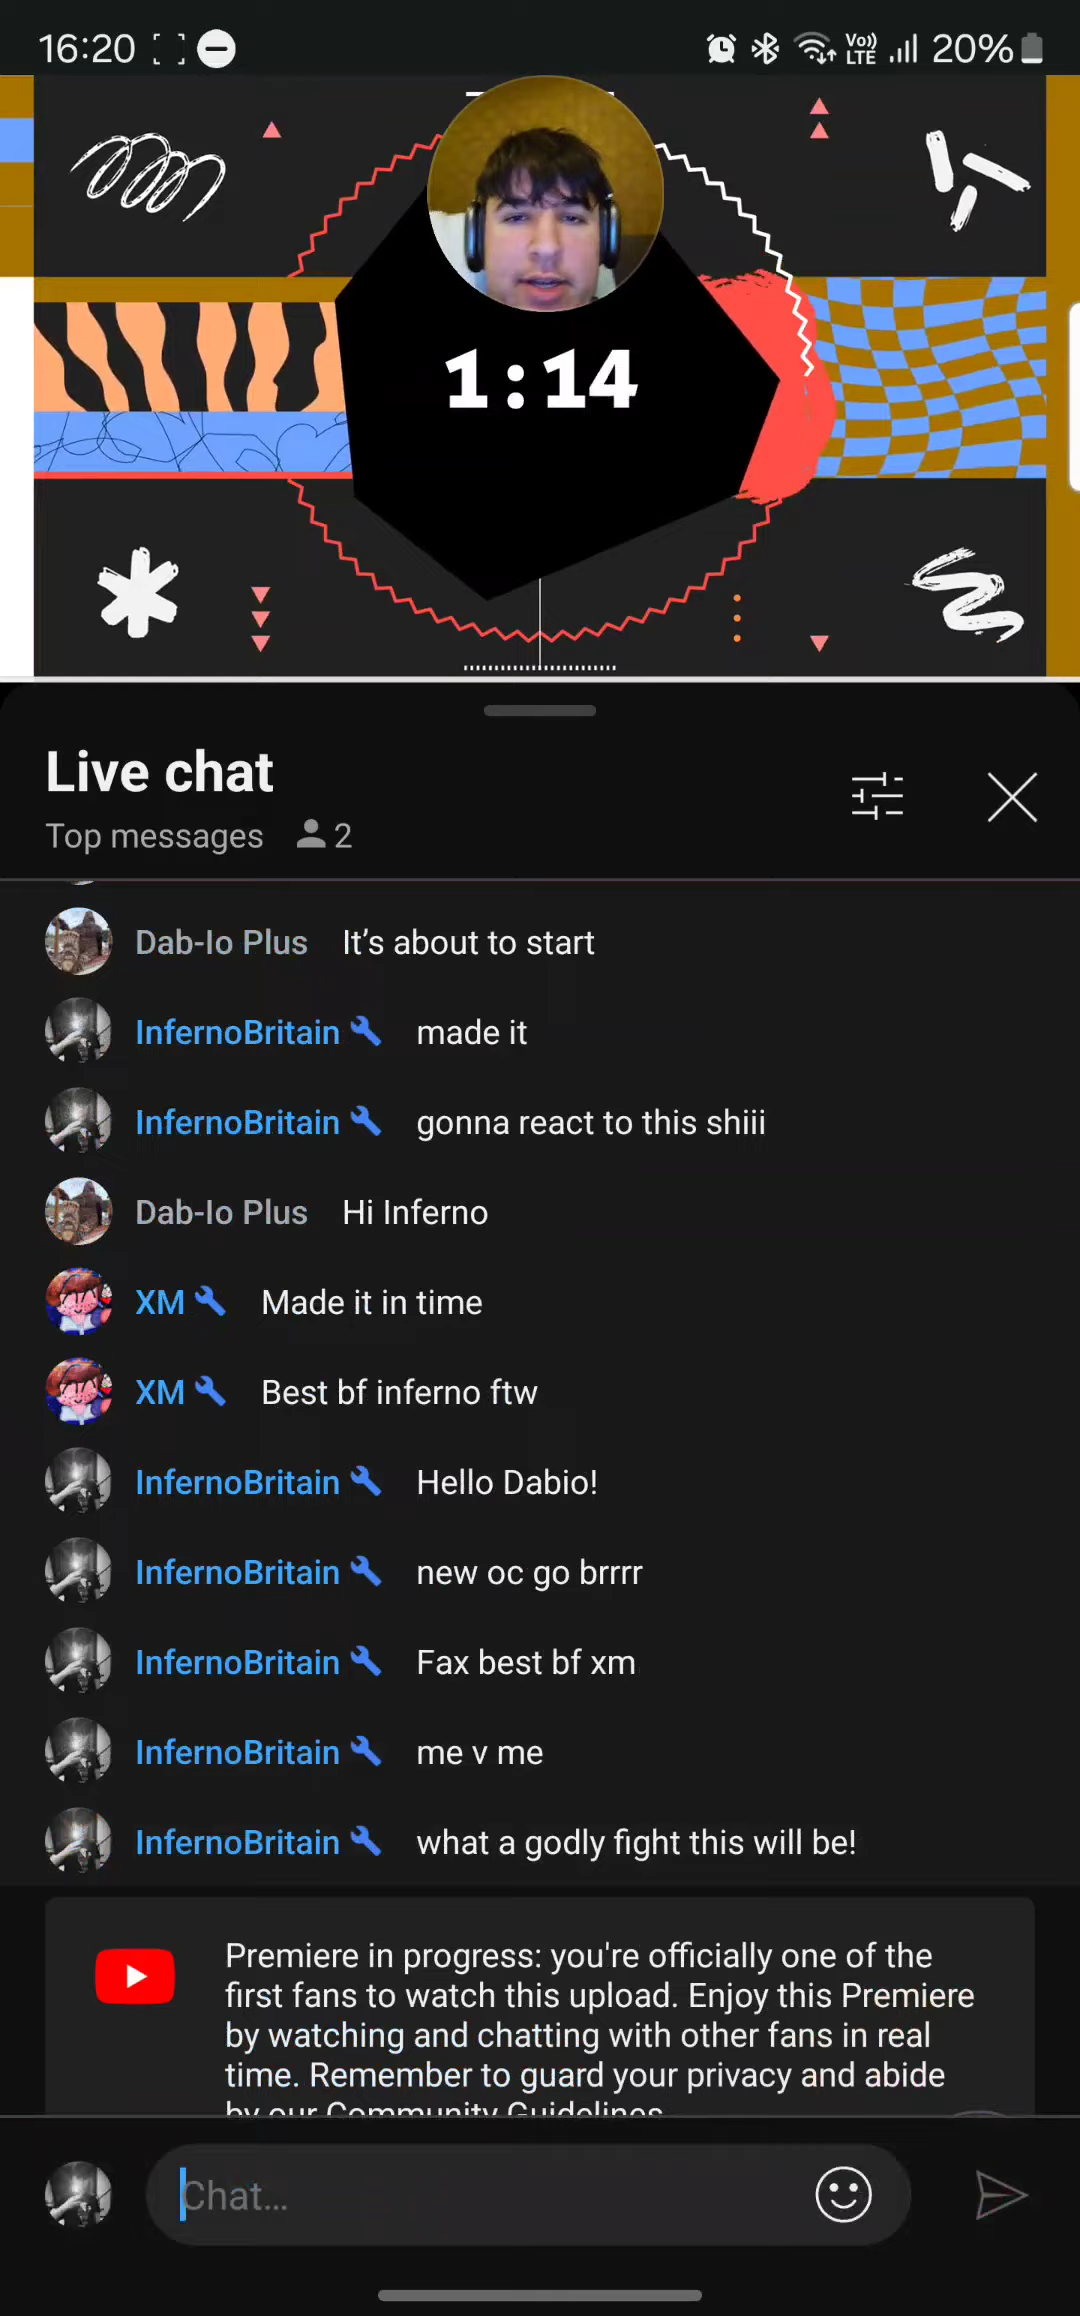 16:20 Vo)) LTE 20%
1:14
Live chat
Top messages 2
Dab-Io Plus It’s about to start
InfernoBritain made it
InfernoBritain gonna react to this shiii
Dab-Io Plus Hi Inferno
XM Made it in time
XM Best bf inferno ftw
InfernoBritain Hello Dabio!
InfernoBritain new oc go brrrr
InfernoBritain Fax best bf xm
InfernoBritain me v me
InfernoBritain what a godly fight this will be!
Premiere in progress: you're officially one of the
first fans to watch this upload. Enjoy this Premiere
by watching and chatting with other fans in real
time. Remember to guard your privacy and abide
by our Community Guidelines.
Chat...